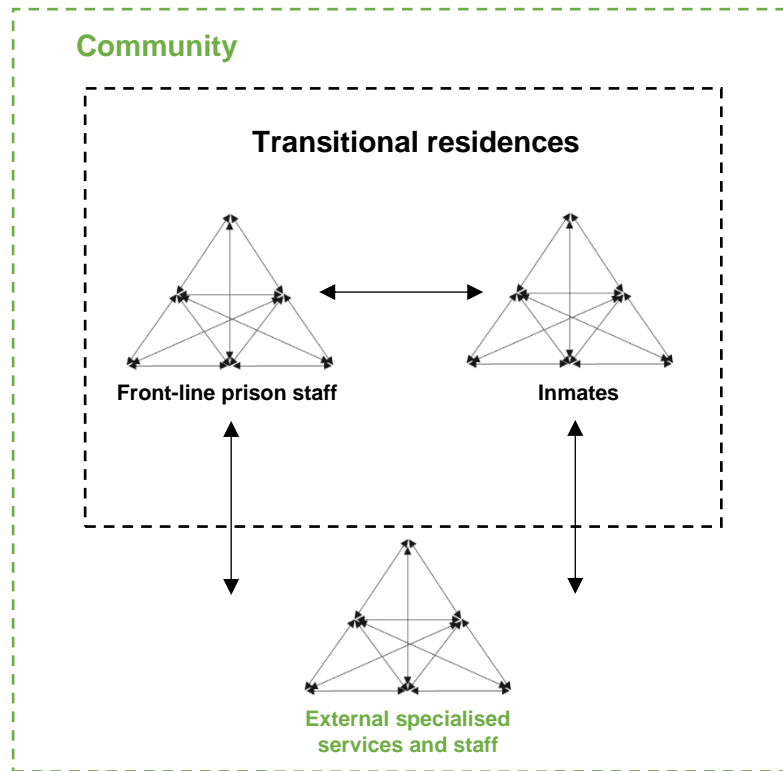 Community
Transitional residences
Front-line prison staff
Inmates
External specialised
services and staff